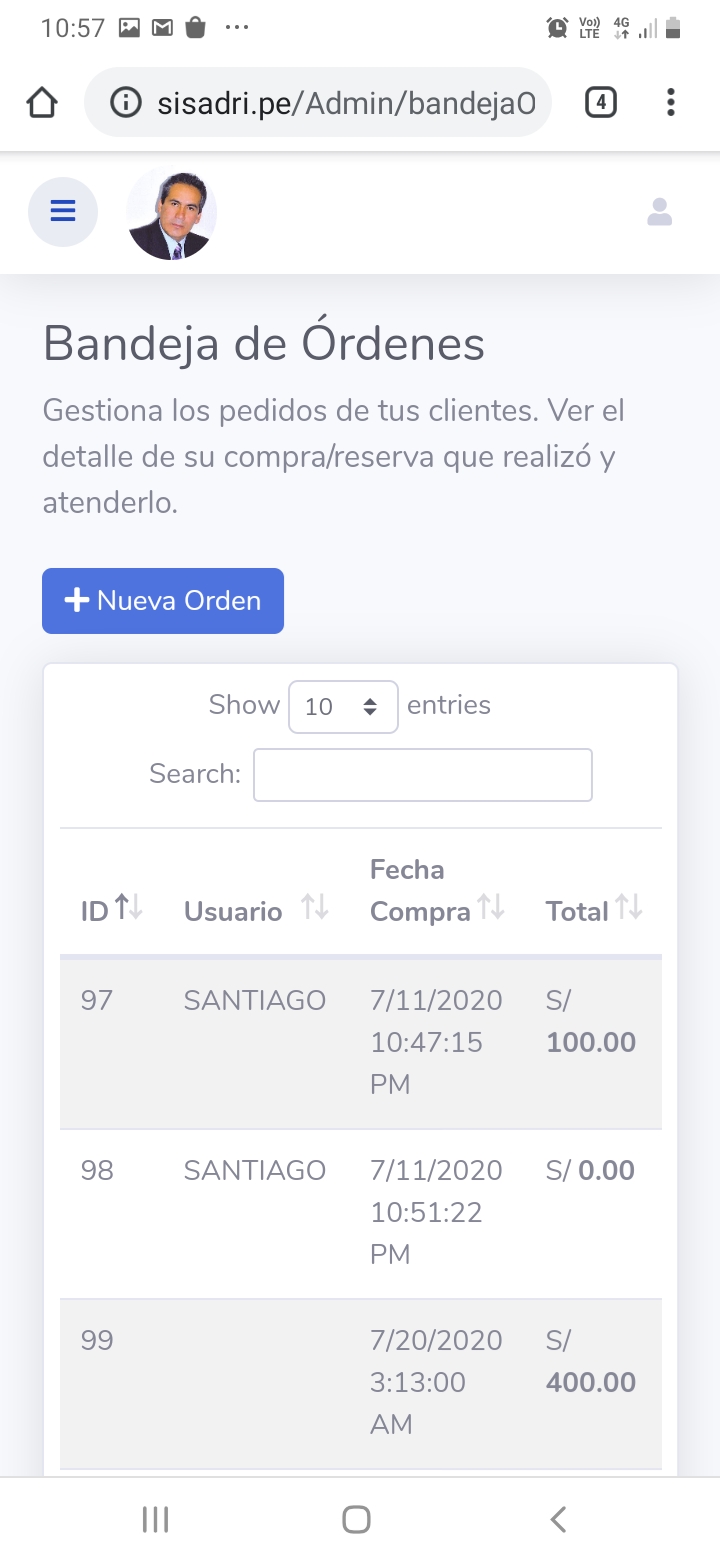 10:57
Vo)) LTE 4G
sisadri.pe/Admin/bandejaO
4
Bandeja de Órdenes
Gestiona los pedidos de tus clientes. Ver el
detalle de su compra/reserva que realizó y
atenderlo.
+ Nueva Orden
Show 10 entries
Search:
ID Usuario Fecha Compra Total
97 SANTIAGO 7/11/2020 S/
10:47:15 100.00
PM
98 SANTIAGO 7/11/2020 S/ 0.00
10:51:22
PM
99 7/20/2020 S/
3:13:00 400.00
AM